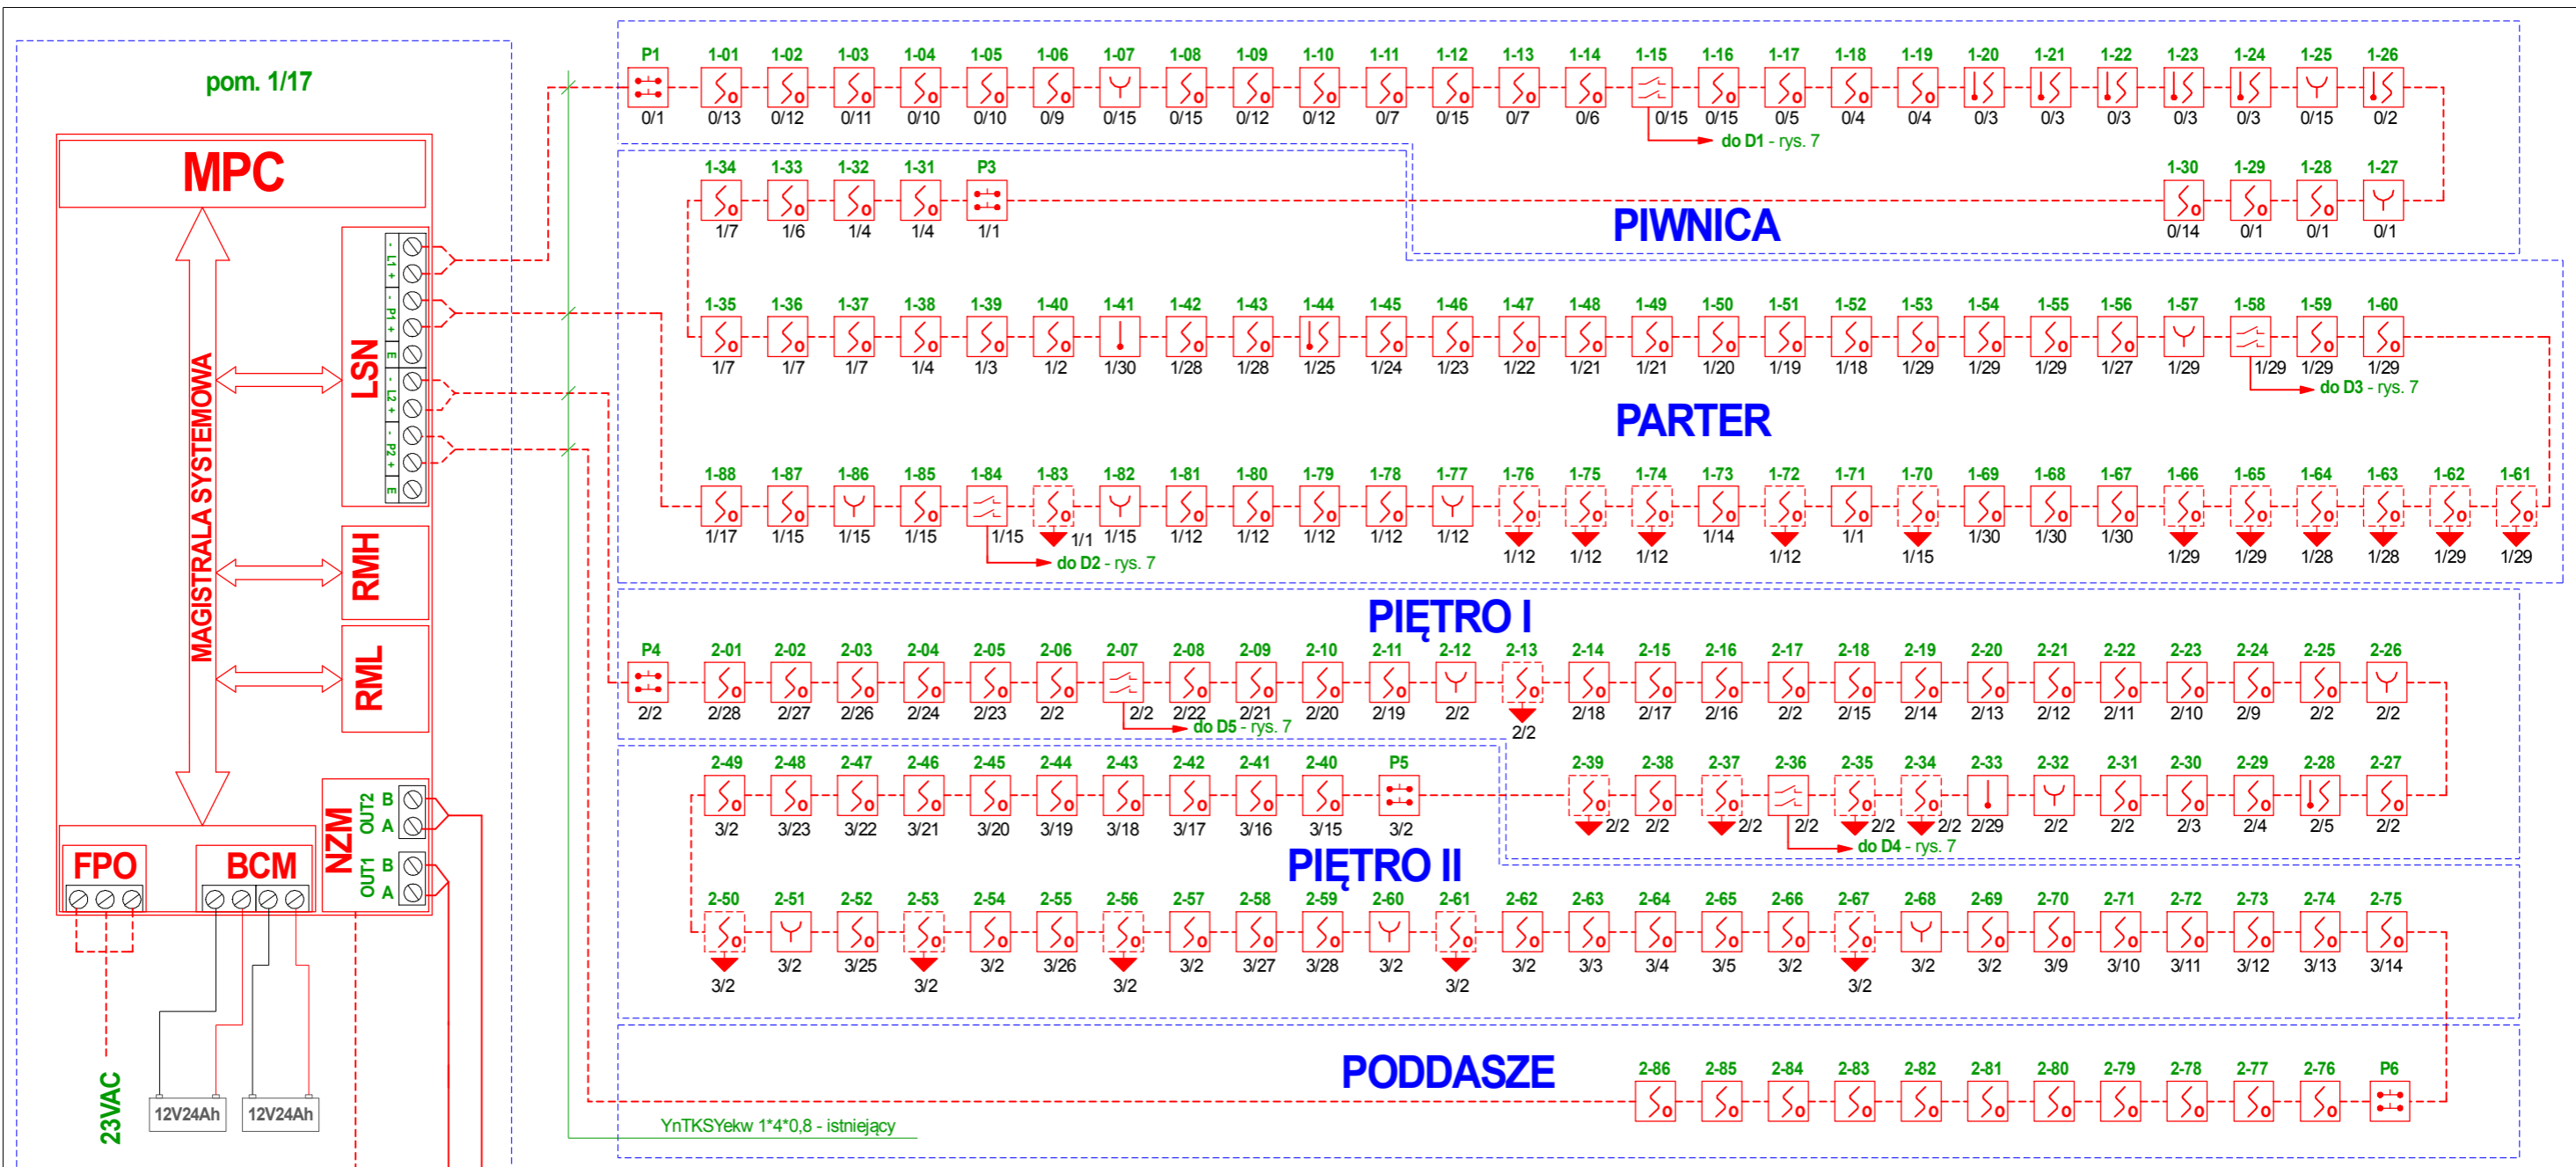 pom. 1/17
MPC
MAGISTRALA SYSTEMOWA
LSN
- L1 +
- P1 +
E
- L2 +
- P2 +
E
RMH
RML
NZM
OUT2 B
A
OUT1 B
A
FPO
BCM
23VAC
12V24Ah 12V24Ah
YnTKSYekw 1*4*0,8 - istniejący
P1 1-01 1-02 1-03 1-04 1-05 1-06 1-07 1-08 1-09 1-10 1-11 1-12 1-13 1-14 1-15 1-16 1-17 1-18 1-19 1-20 1-21 1-22 1-23 1-24 1-25 1-26
0/1 0/13 0/12 0/11 0/10 0/10 0/9 0/15 0/15 0/12 0/12 0/7 0/15 0/7 0/6 0/15 0/15 0/5 0/4 0/4 0/3 0/3 0/3 0/3 0/3 0/15 0/2
do D1 - rys. 7
1-34 1-33 1-32 1-31 P3 1-30 1-29 1-28 1-27
1/7 1/6 1/4 1/4 1/1 0/14 0/1 0/1 0/1
PIWNICA
1-35 1-36 1-37 1-38 1-39 1-40 1-41 1-42 1-43 1-44 1-45 1-46 1-47 1-48 1-49 1-50 1-51 1-52 1-53 1-54 1-55 1-56 1-57 1-58 1-59 1-60
1/7 1/7 1/7 1/4 1/3 1/2 1/30 1/28 1/28 1/25 1/24 1/23 1/22 1/21 1/21 1/20 1/19 1/18 1/29 1/29 1/29 1/27 1/29 1/29 1/29 1/29
do D3 - rys. 7
PARTER
1-88 1-87 1-86 1-85 1-84 1-83 1-82 1-81 1-80 1-79 1-78 1-77 1-76 1-75 1-74 1-73 1-72 1-71 1-70 1-69 1-68 1-67 1-66 1-65 1-64 1-63 1-62 1-61
1/17 1/15 1/15 1/15 1/15 1/1 1/15 1/12 1/12 1/12 1/12 1/12 1/12 1/12 1/12 1/14 1/12 1/1 1/15 1/30 1/30 1/30 1/29 1/29 1/28 1/28 1/29 1/29
do D2 - rys. 7
PIĘTRO I
P4 2-01 2-02 2-03 2-04 2-05 2-06 2-07 2-08 2-09 2-10 2-11 2-12 2-13 2-14 2-15 2-16 2-17 2-18 2-19 2-20 2-21 2-22 2-23 2-24 2-25 2-26
2/2 2/28 2/27 2/26 2/24 2/23 2/2 2/2 2/22 2/21 2/20 2/19 2/2 2/2 2/18 2/17 2/16 2/2 2/15 2/14 2/13 2/12 2/11 2/10 2/9 2/2 2/2
do D5 - rys. 7
2-49 2-48 2-47 2-46 2-45 2-44 2-43 2-42 2-41 2-40 P5 2-39 2-38 2-37 2-36 2-35 2-34 2-33 2-32 2-31 2-30 2-29 2-28 2-27
3/2 3/23 3/22 3/21 3/20 3/19 3/18 3/17 3/16 3/15 3/2 2/2 2/2 2/2 2/2 2/2 2/2 2/29 2/2 2/2 2/3 2/4 2/5 2/2
do D4 - rys. 7
PIĘTRO II
2-50 2-51 2-52 2-53 2-54 2-55 2-56 2-57 2-58 2-59 2-60 2-61 2-62 2-63 2-64 2-65 2-66 2-67 2-68 2-69 2-70 2-71 2-72 2-73 2-74 2-75
3/2 3/2 3/25 3/2 3/2 3/26 3/2 3/2 3/27 3/28 3/2 3/2 3/2 3/3 3/4 3/5 3/2 3/2 3/2 3/2 3/9 3/10 3/11 3/12 3/13 3/14
PODDASZE
2-86 2-85 2-84 2-83 2-82 2-81 2-80 2-79 2-78 2-77 2-76 P6